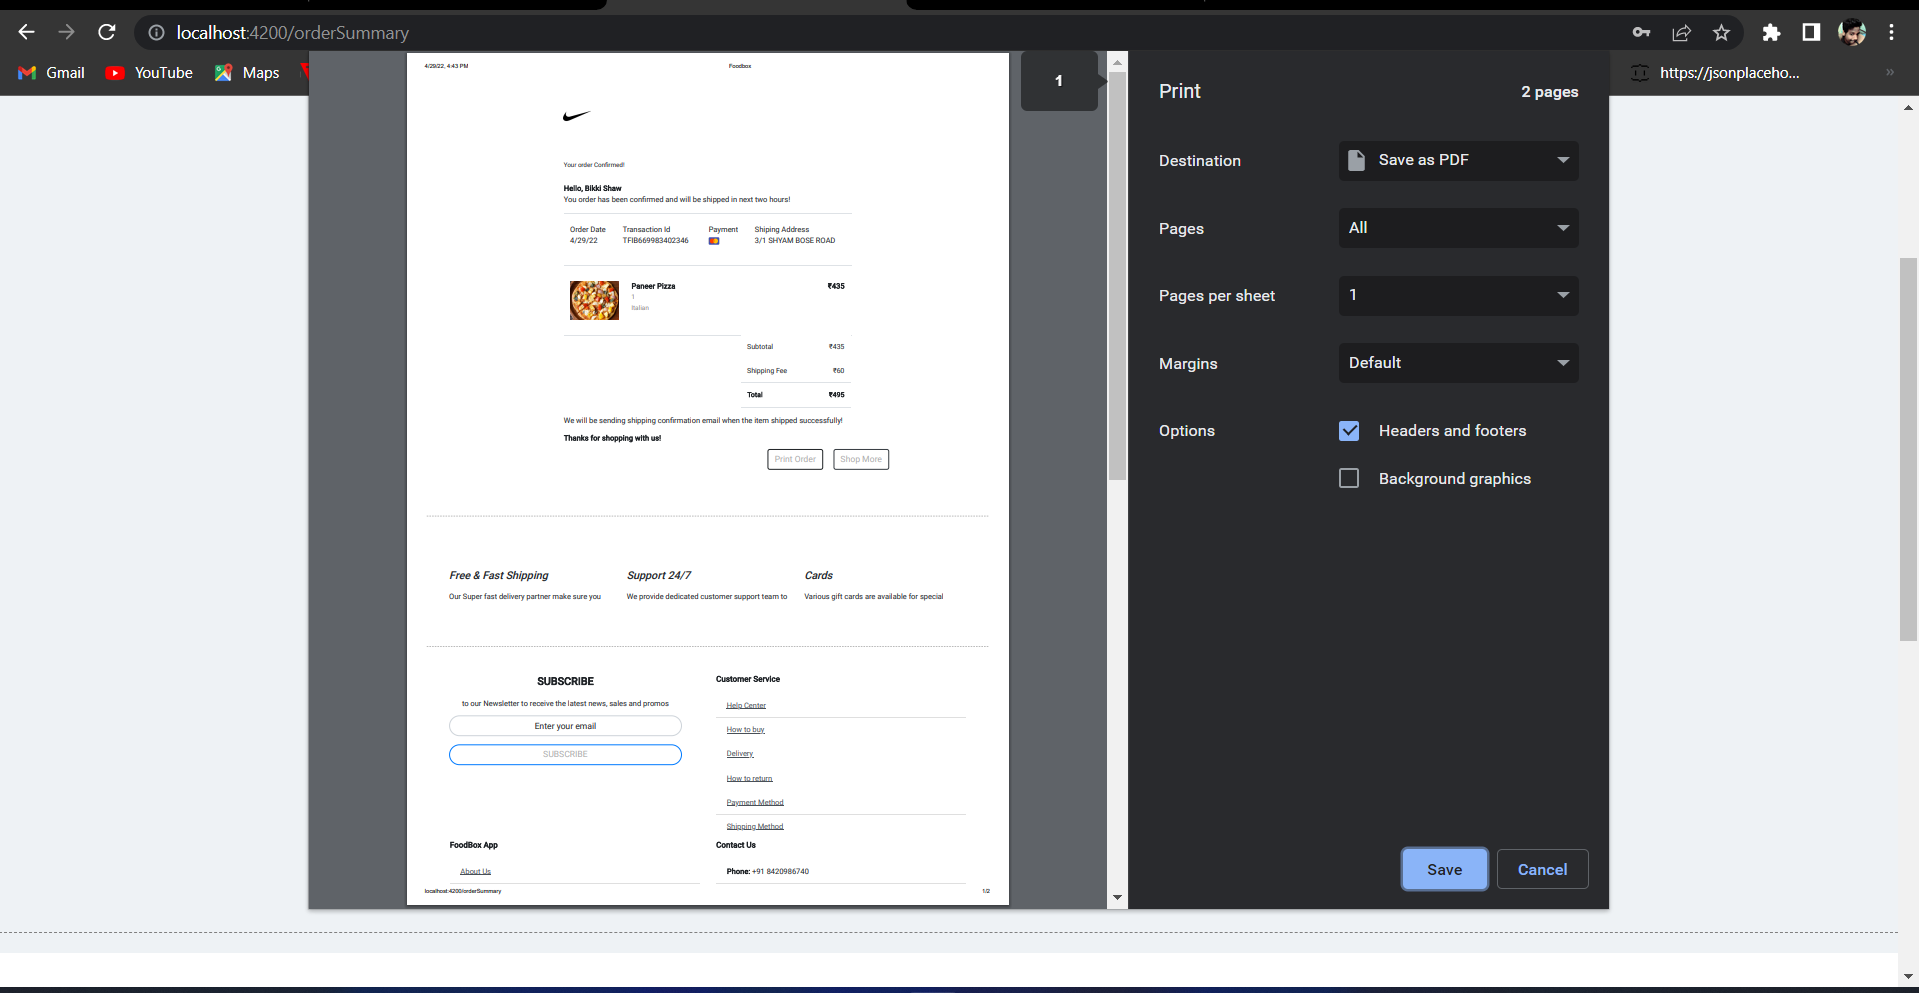 localhost:4200/orderSummary
Gmail
YouTube
Maps
https://jsonplaceho...
»
4/29/22, 4:43 PM
Foodbox
Your order Confirmed!
Hello, Bikki Shaw
You order has been confirmed and will be shipped in next two hours!
Order Date Transaction Id Payment Shiping Address
4/29/22 TFIB669983402346 3/1 SHYAM BOSE ROAD
Paneer Pizza ₹435
1
Italian
Subtotal ₹435
Shipping Fee ₹60
Total ₹495
We will be sending shipping confirmation email when the item shipped successfully!
Thanks for shopping with us!
Print Order Shop More
Free & Fast Shipping Support 24/7 Cards
Our Super fast delivery partner make sure you We provide dedicated customer support team to Various gift cards are available for special
SUBSCRIBE
to our Newsletter to receive the latest news, sales and promos
Enter your email
SUBSCRIBE
Customer Service
Help Center
How to buy
Delivery
How to return
Payment Method
Shipping Method
FoodBox App
About Us
Contact Us
Phone: +91 8420986740
localhost:4200/orderSummary
1/2
1
Print 2 pages
Destination Save as PDF
Pages All
Pages per sheet 1
Margins Default
Options Headers and footers
Background graphics
Save Cancel